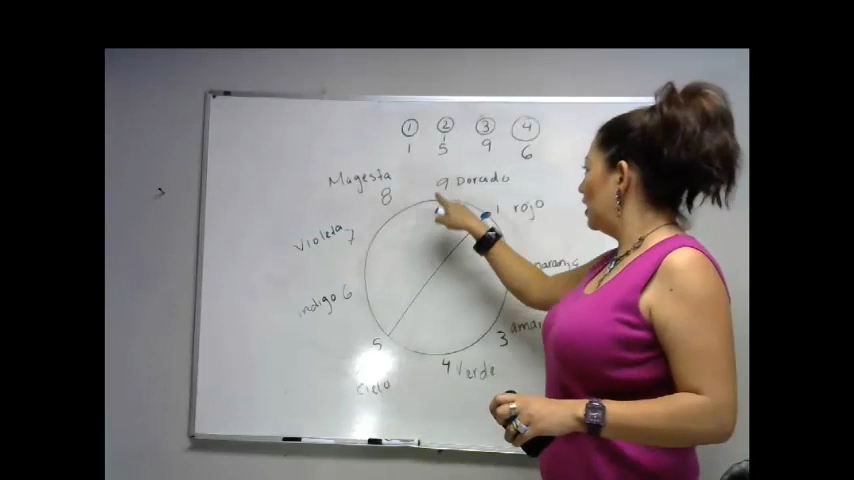 1 2 3 4
1 5 9 6
Magesta 8
9 Dorado
1 rojo
Violeta 7
indigo 6
3
5
4 Verde
cielo